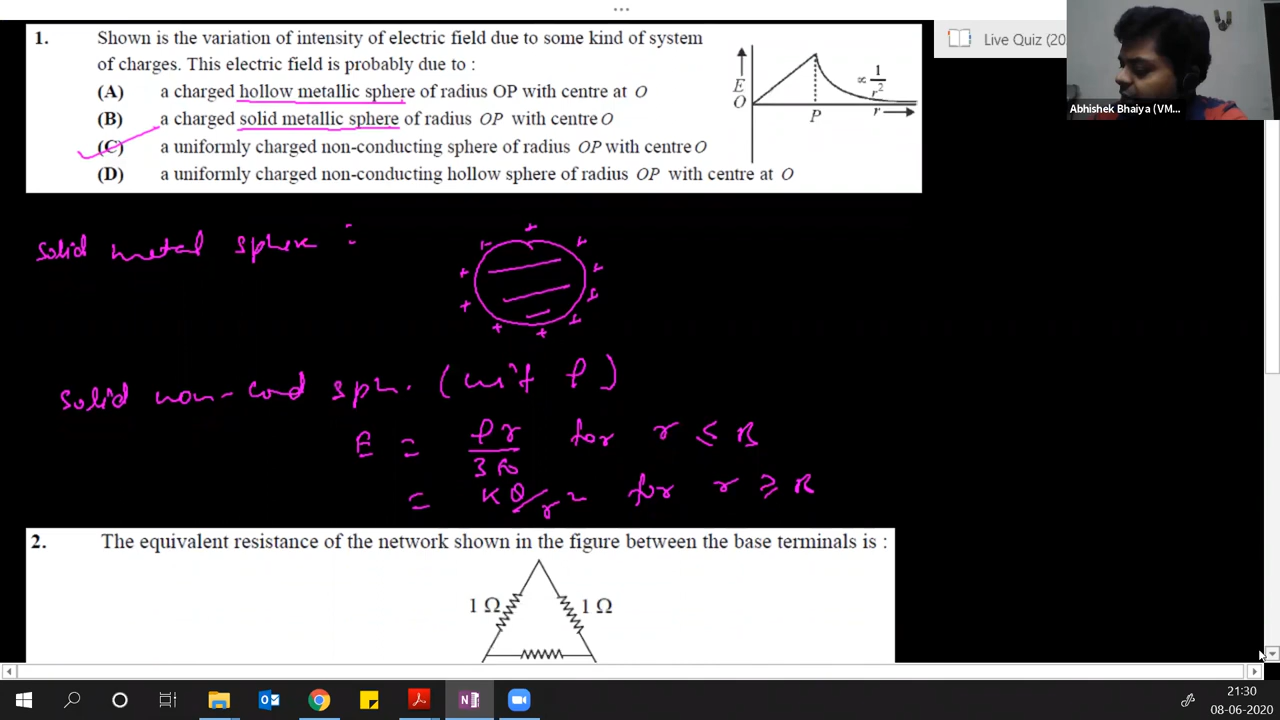 1. Shown is the variation of intensity of electric field due to some kind of system
of charges. This electric field is probably due to :
(A) a charged hollow metallic sphere of radius OP with centre at O
(B) a charged solid metallic sphere of radius OP with centre O
(C) a uniformly charged non-conducting sphere of radius OP with centre O
(D) a uniformly charged non-conducting hollow sphere of radius OP with centre at O
E
O
∝ 1/r²
P
r
Live Quiz (20
Abhishek Bhaiya (VM...
solid metal sphere :
+ + + + + + + + + +
solid non-cond sph. (unif ρ)
E = ρr/3ε₀ for r ≤ R
= KQ/r² for r ≥ R
2. The equivalent resistance of the network shown in the figure between the base terminals is :
1 Ω
1 Ω
21:30
08-06-2020